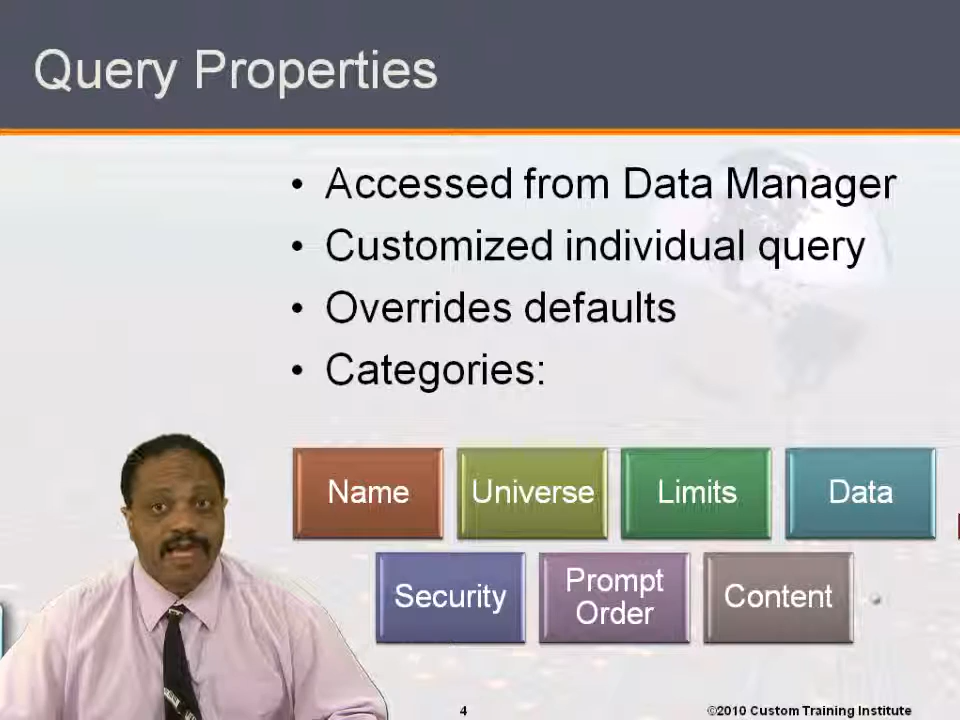 Query Properties
• Accessed from Data Manager
• Customized individual query
• Overrides defaults
• Categories:
Name Universe Limits Data
Security Prompt Order Content
4 ©2010 Custom Training Institute